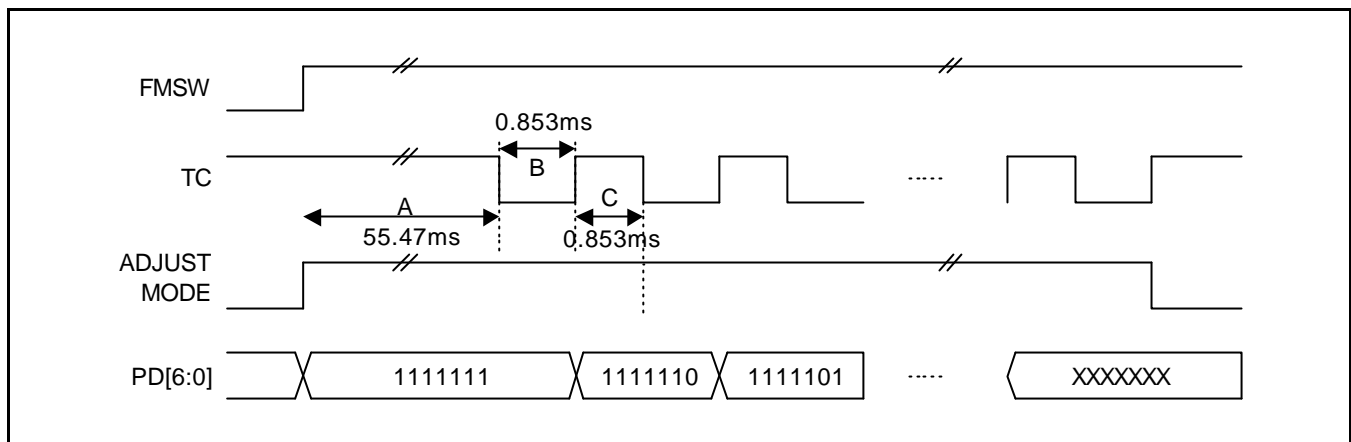 FMSW
0.853ms
TC
B
C
A
55.47ms
0.853ms
ADJUST
MODE
PD[6:0]
1111111
1111110
1111101
.....
XXXXXXX
.....